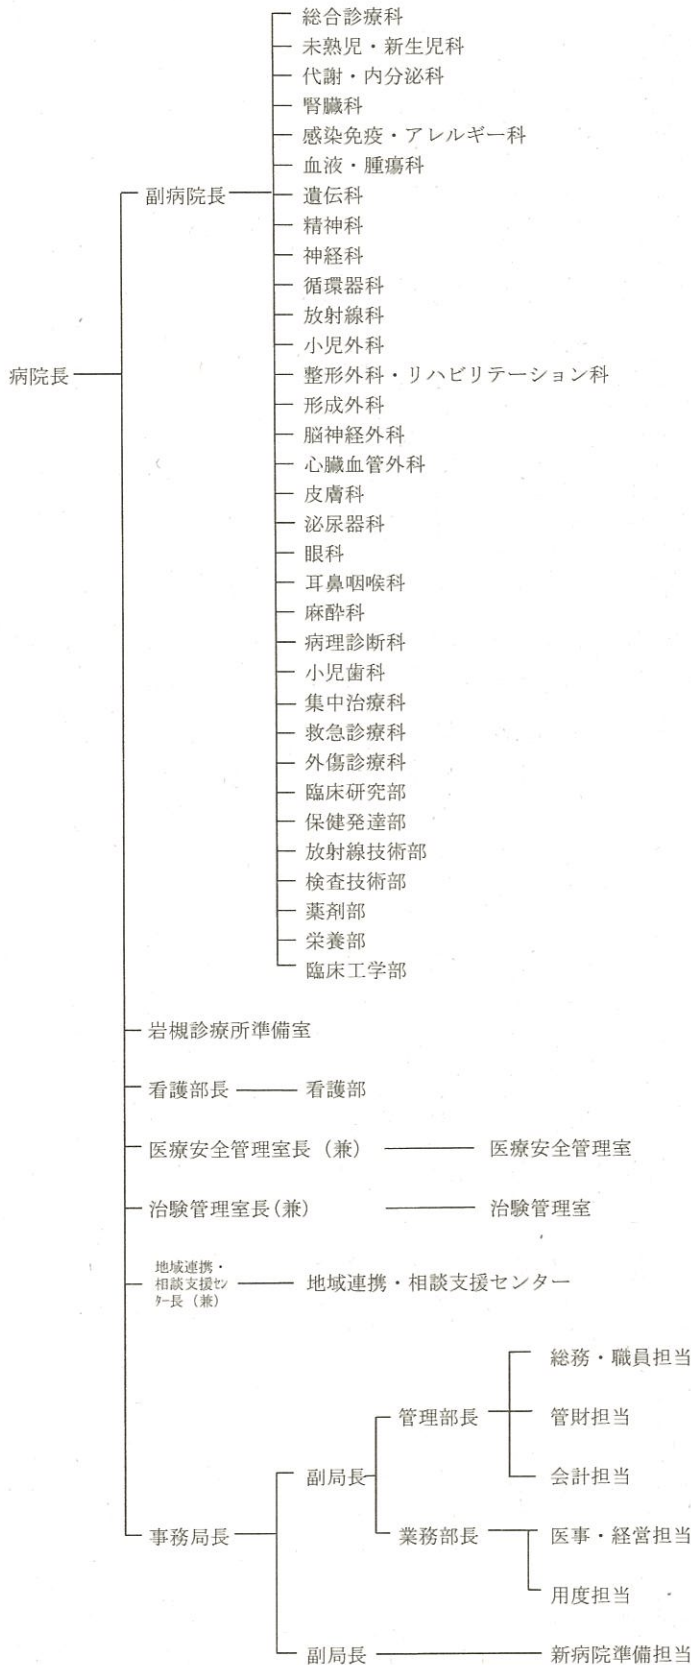 総合診療科
未熟児・新生児科
代謝・内分泌科
腎臓科
感染免疫・アレルギー科
血液・腫瘍科
副病院長 遺伝科
精神科
神経科
循環器科
放射線科
小児外科
病院長 整形外科・リハビリテーション科
形成外科
脳神経外科
心臓血管外科
皮膚科
泌尿器科
眼科
耳鼻咽喉科
麻酔科
病理診断科
小児歯科
集中治療科
救急診療科
外傷診療科
臨床研究部
保健発達部
放射線技術部
検査技術部
薬剤部
栄養部
臨床工学部
岩槻診療所準備室
看護部長 看護部
医療安全管理室長（兼） 医療安全管理室
治験管理室長(兼) 治験管理室
地域連携・
相談支援ｾﾝ
ﾀｰ長（兼）
地域連携・相談支援センター
総務・職員担当
管理部長 管財担当
副局長 会計担当
事務局長 業務部長 医事・経営担当
用度担当
副局長 新病院準備担当